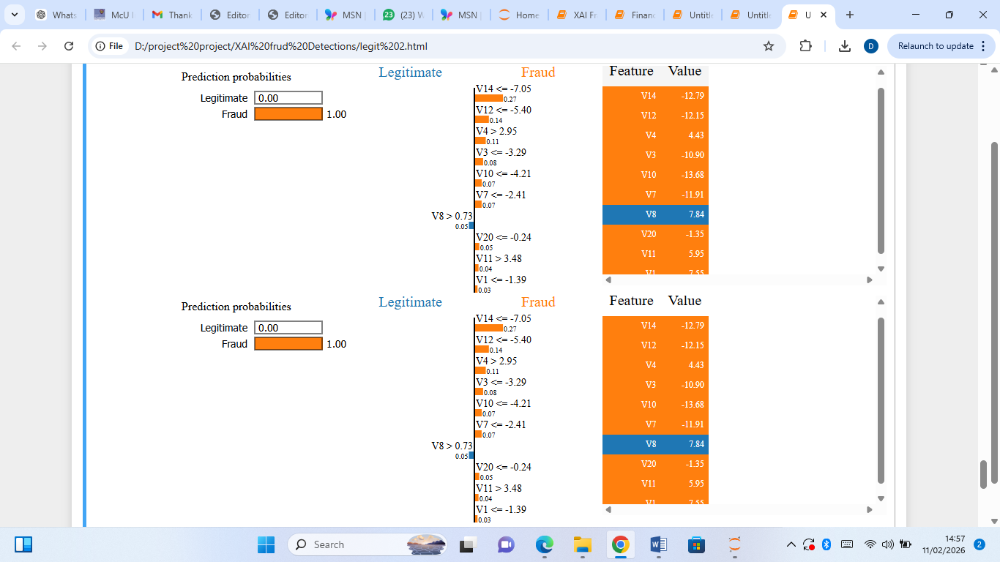 Whats
McU I
Thank
Editor
Editor
MSN
23
(23) W
MSN
Home
XAI Fr
Financ
Untitle
Untitle
U
File
D:/project%20project/XAI%20frud%20Detections/legit%202.html
D
Relaunch to update
Prediction probabilities
Legitimate 0.00
Fraud 1.00
Legitimate Fraud
V14 <= -7.05
0.27
V12 <= -5.40
0.14
V4 > 2.95
0.11
V3 <= -3.29
0.08
V10 <= -4.21
0.07
V7 <= -2.41
0.07
V8 > 0.73
0.05
V20 <= -0.24
0.05
V11 > 3.48
0.04
V1 <= -1.39
0.03
Feature Value
V14 -12.79
V12 -12.15
V4 4.43
V3 -10.90
V10 -13.68
V7 -11.91
V8 7.84
V20 -1.35
V11 5.95
V1 -7.55
Prediction probabilities
Legitimate 0.00
Fraud 1.00
Legitimate Fraud
V14 <= -7.05
0.27
V12 <= -5.40
0.14
V4 > 2.95
0.11
V3 <= -3.29
0.08
V10 <= -4.21
0.07
V7 <= -2.41
0.07
V8 > 0.73
0.05
V20 <= -0.24
0.05
V11 > 3.48
0.04
V1 <= -1.39
0.03
Feature Value
V14 -12.79
V12 -12.15
V4 4.43
V3 -10.90
V10 -13.68
V7 -11.91
V8 7.84
V20 -1.35
V11 5.95
V1 -7.55
Search
14:57
11/02/2026
2